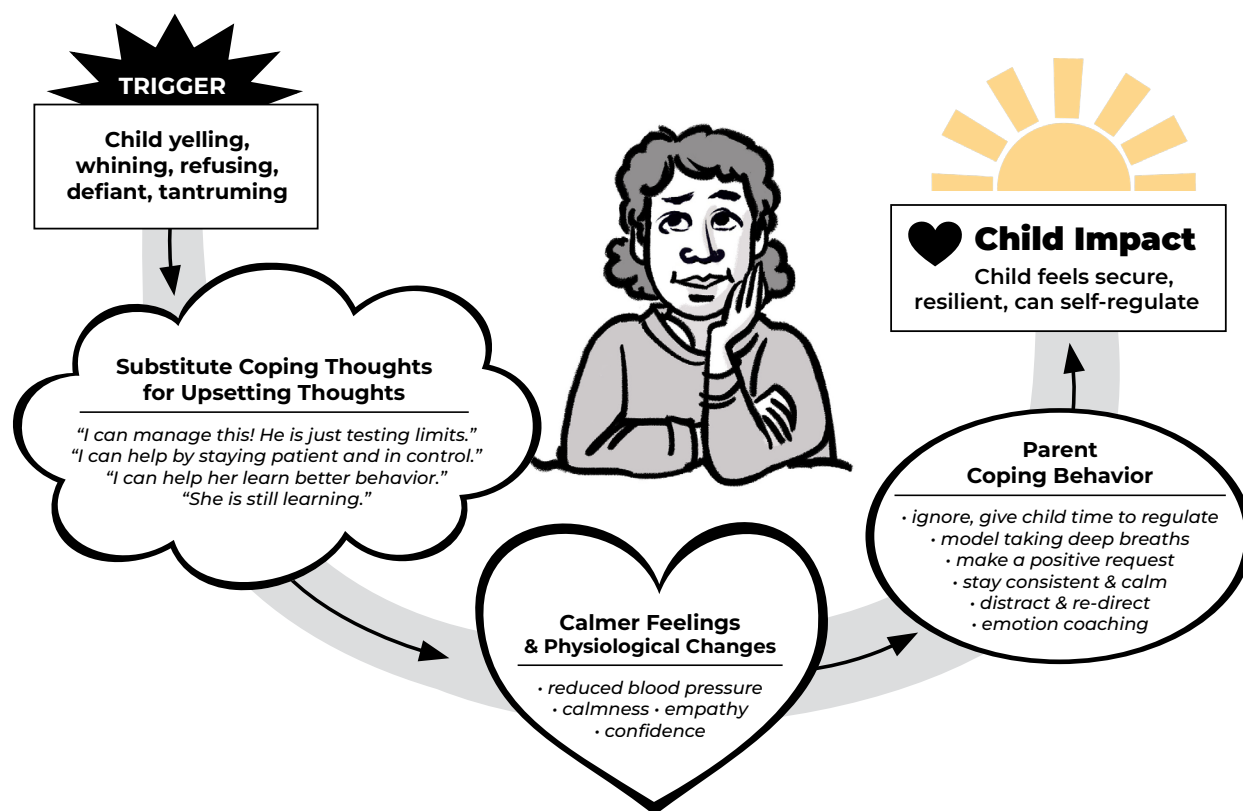 TRIGGER
Child yelling,
whining, refusing,
defiant, tantruming
Substitute Coping Thoughts
for Upsetting Thoughts
“I can manage this! He is just testing limits.”
“I can help by staying patient and in control.”
“I can help her learn better behavior.”
“She is still learning.”
Calmer Feelings
& Physiological Changes
• reduced blood pressure
• calmness • empathy
• confidence
Parent
Coping Behavior
• ignore, give child time to regulate
• model taking deep breaths
• make a positive request
• stay consistent & calm
• distract & re-direct
• emotion coaching
Child Impact
Child feels secure,
resilient, can self-regulate